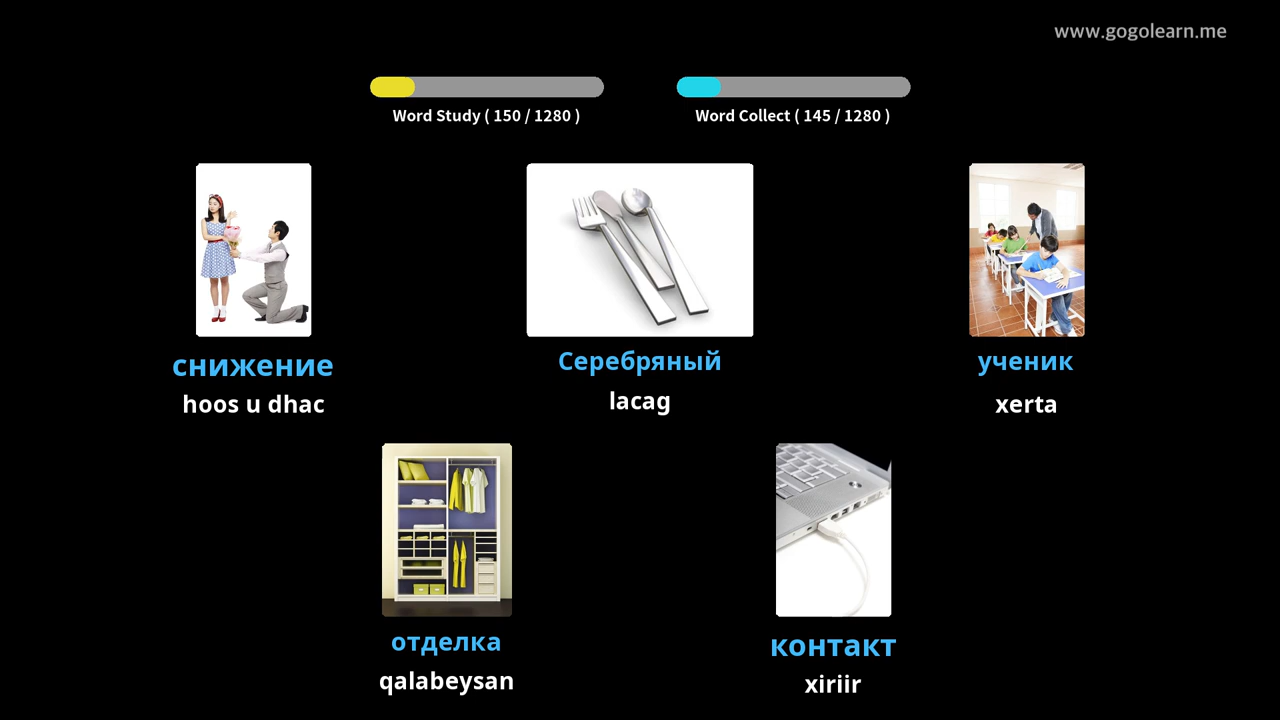 www.gogolearn.me
Word Study ( 150 / 1280 )
Word Collect ( 145 / 1280 )
снижение
hoos u dhac
Серебряный
lacag
ученик
xerta
отделка
qalabeysan
контакт
xiriir